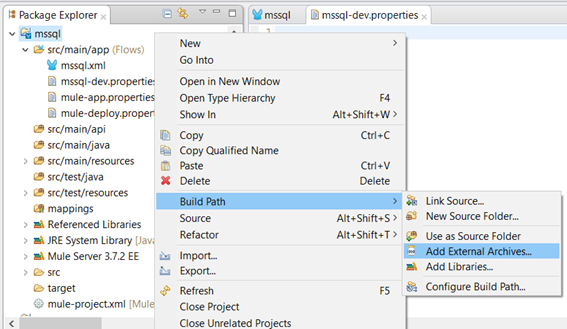 Package Explorer
mssql
src/main/app (Flows)
mssql.xml
mssql-dev.properties
mule-app.properties
mule-deploy.proper
src/main/api
src/main/java
src/main/resources
src/test/java
src/test/resources
mappings
Referenced Libraries
JRE System Library [Java
Mule Server 3.7.2 EE
src
target
mule-project.xml [Mule
mssql
mssql-dev.properties
1
New
Go Into
Open in New Window
Open Type Hierarchy F4
Show In Alt+Shift+W
Copy Ctrl+C
Copy Qualified Name
Paste Ctrl+V
Delete Delete
Build Path
Source Alt+Shift+S
Refactor Alt+Shift+T
Import...
Export...
Refresh F5
Close Project
Close Unrelated Projects
Link Source...
New Source Folder...
Use as Source Folder
Add External Archives...
Add Libraries...
Configure Build Path...